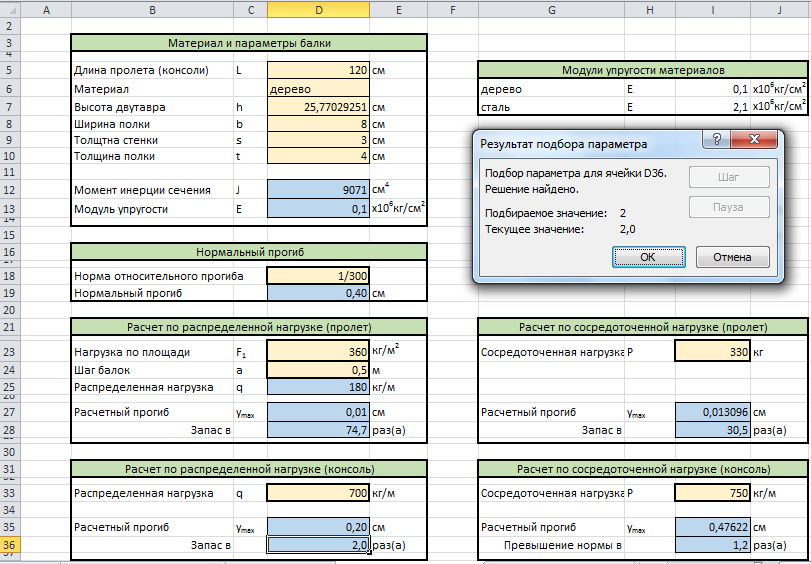 A B C D E F G H I J
2
3 Материал и параметры балки
4
5 Длина пролета (консоли) L 120 см Модули упругости материалов
6 Материал дерево дерево E 0,1 x10⁶кг/см²
7 Высота двутавра h 25,77029251 см сталь E 2,1 x10⁶кг/см²
8 Ширина полки b 8 см
9 Толщтна стенки s 3 см
10 Толщина полки t 4 см
11
12 Момент инерции сечения J 9071 см⁴
13 Модуль упругости E 0,1 x10⁶кг/см²
14
15
16 Нормальный прогиб
17
18 Норма относительного прогиба 1/300
19 Нормальный прогиб 0,40 см
20
21 Расчет по распределенной нагрузке (пролет) Расчет по сосредоточенной нагрузке (пролет)
23 Нагрузка по площади F₁ 360 кг/м² Сосредоточенная нагрузка P 330 кг
24 Шаг балок a 0,5 м
25 Распределенная нагрузка q 180 кг/м
26
27 Расчетный прогиб ymax 0,01 см Расчетный прогиб ymax 0,013096 см
28 Запас в 74,7 раз(а) Запас в 30,5 раз(а)
30
31 Расчет по распределенной нагрузке (консоль) Расчет по сосредоточенной нагрузке (консоль)
33 Распределенная нагрузка q 700 кг/м Сосредоточенная нагрузка P 750 кг/м
34
35 Расчетный прогиб ymax 0,20 см Расчетный прогиб ymax 0,47622 см
36 Запас в 2,0 раз(а) Превышение нормы в 1,2 раз(а)
37
Результат подбора параметра
Подбор параметра для ячейки D36.
Решение найдено.
Подбираемое значение: 2
Текущее значение: 2,0
Шаг
Пауза
ОК
Отмена